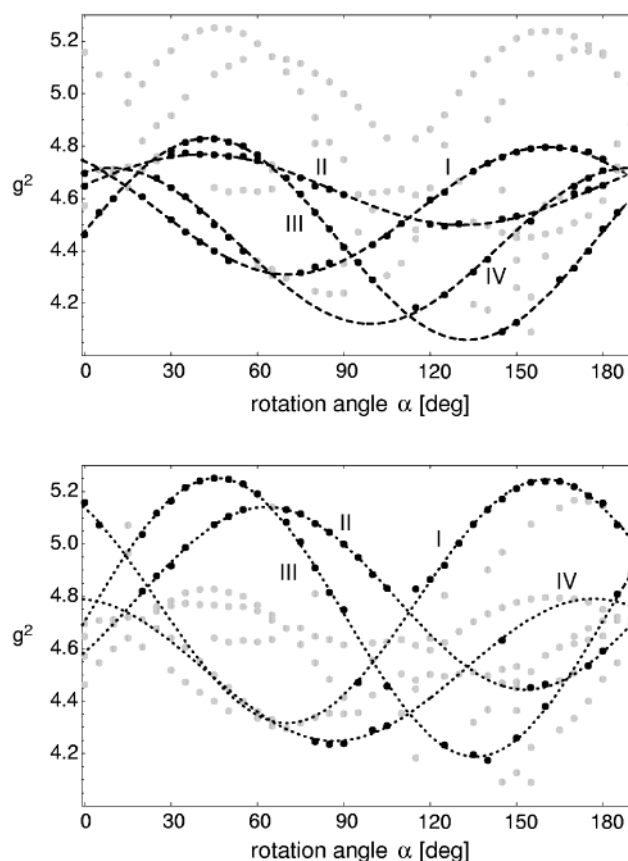 5.2
5.0
4.8
g²
4.6
4.4
4.2
I
II
III
IV
0 30 60 90 120 150 180
rotation angle α [deg]
5.2
5.0
4.8
g²
4.6
4.4
4.2
I
II
III
IV
0 30 60 90 120 150 180
rotation angle α [deg]